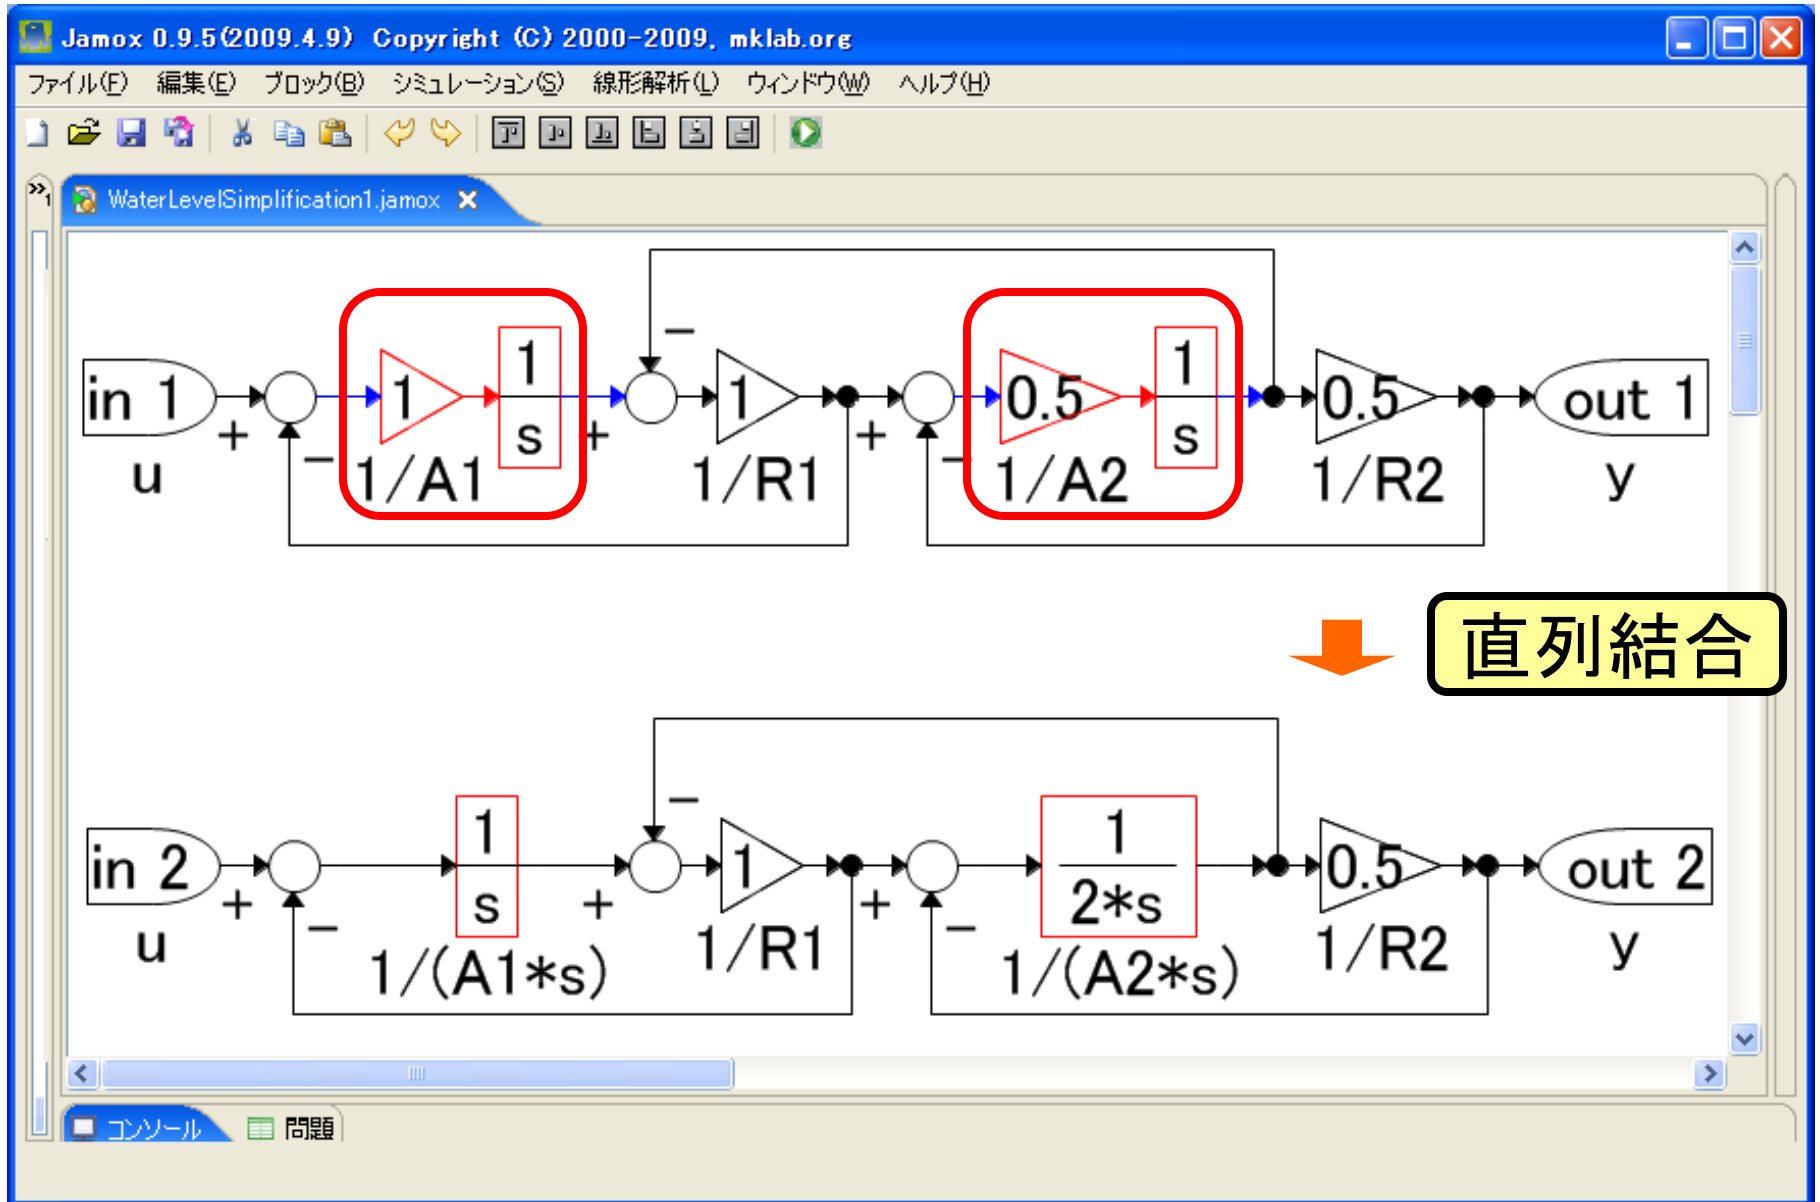 Jamox 0.9.5(2009.4.9) Copyright (C) 2000-2009, mklab.org
ファイル(F) 編集(E) ブロック(B) シミュレーション(S) 線形解析(L) ウィンドウ(W) ヘルプ(H)
»1
WaterLevelSimplification1.jamox
−
in 1 1 1/s 1 0.5 1/s 0.5 out 1
+ − + + −
u 1/A1 1/R1 1/A2 1/R2 y
直列結合
−
in 2 1/s 1 1/2*s 0.5 out 2
+ − + + −
u 1/(A1*s) 1/R1 1/(A2*s) 1/R2 y
コンソール 問題